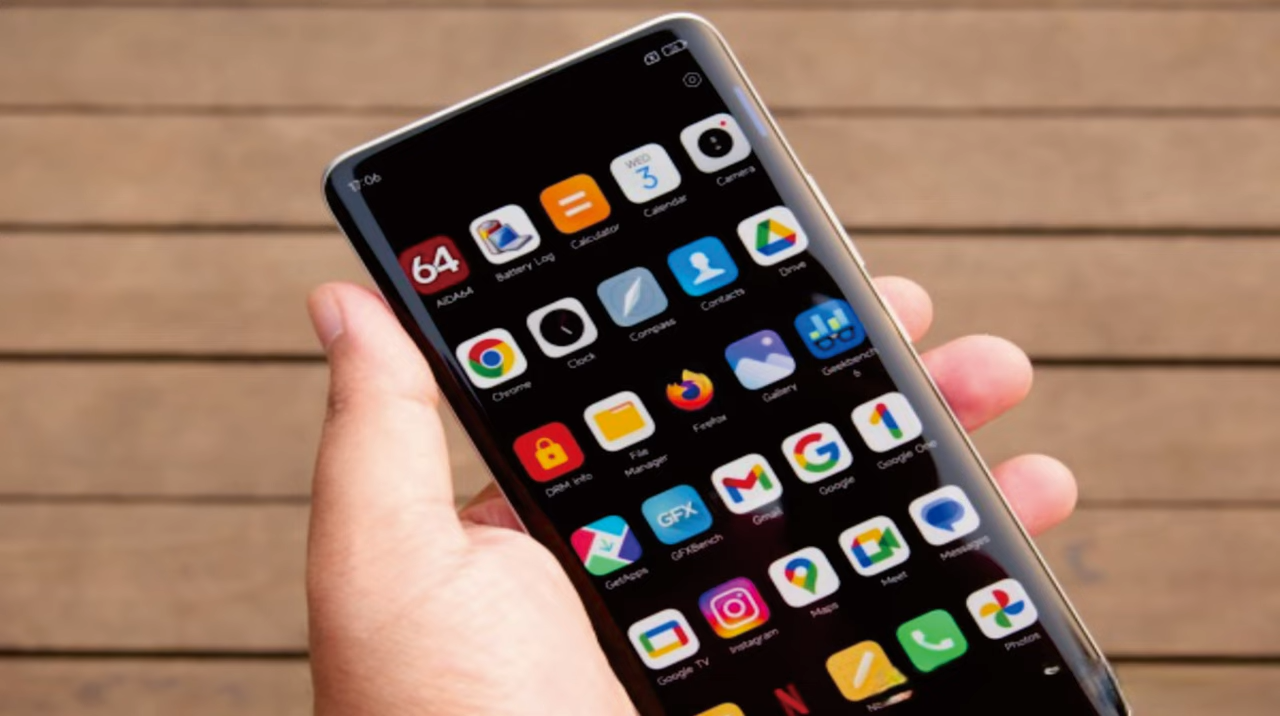 17:06
64
AIDA64
Battery Log
Calculator
WED
3
Calendar
Camera
Chrome
Clock
Compass
Contacts
Drive
DRM Info
File
Manager
Firefox
Gallery
Geekbench
6
GetApps
GFX
GFXBench
Gmail
Google
Google One
Google TV
Instagram
Maps
Meet
Messages
Photos